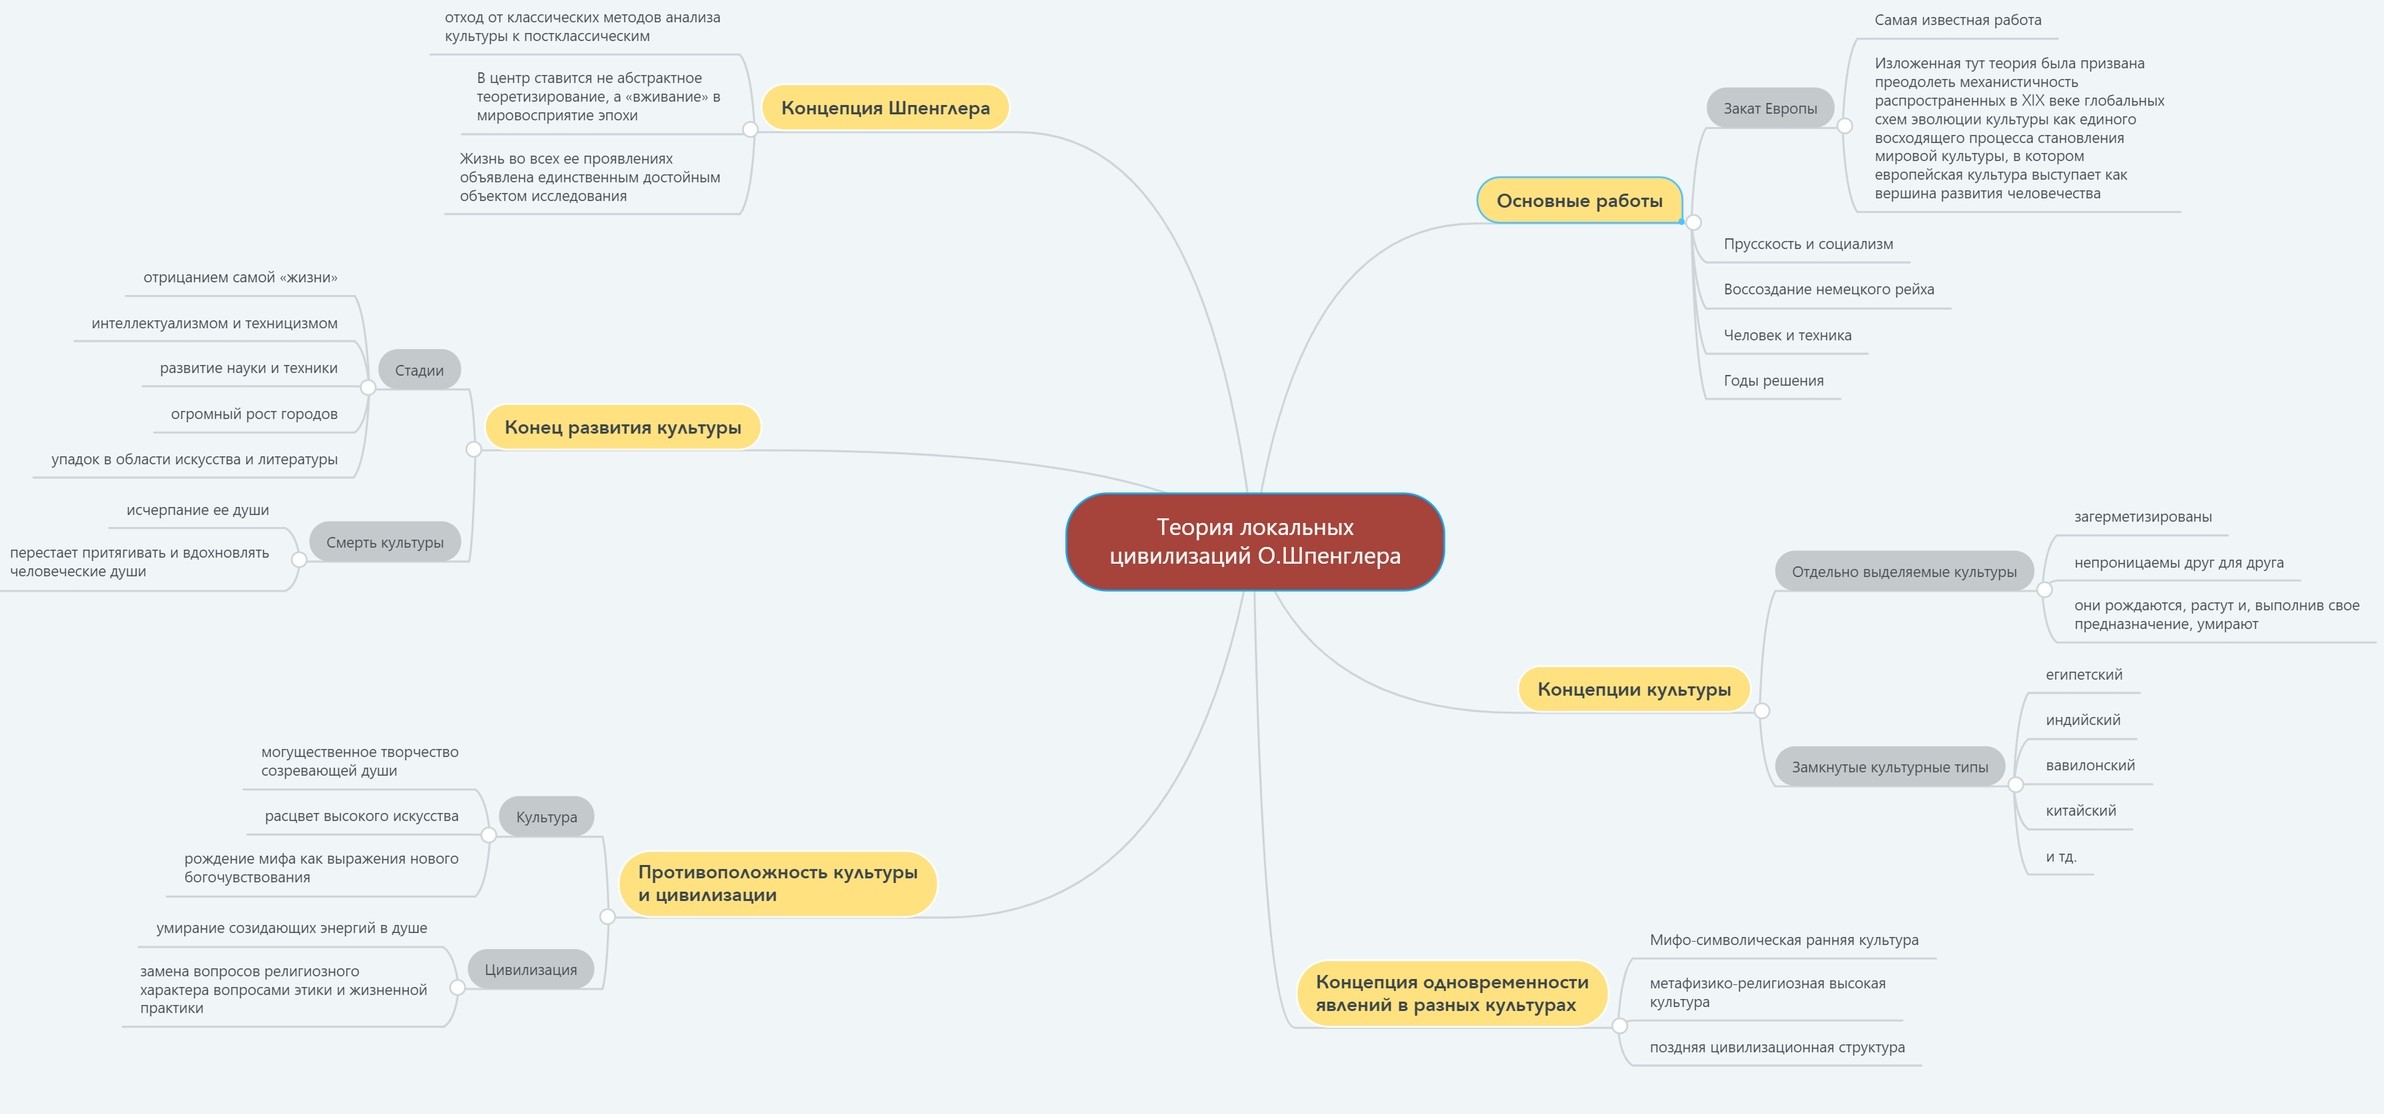 отход от классических методов анализа
культуры к постклассическим
В центр ставится не абстрактное
теоретизирование, а «вживание» в
мировосприятие эпохи
Жизнь во всех ее проявлениях
объявлена единственным достойным
объектом исследования
Концепция Шпенглера
отрицанием самой «жизни»
интеллектуализмом и техницизмом
развитие науки и техники
огромный рост городов
упадок в области искусства и литературы
Стадии
исчерпание ее души
перестает притягивать и вдохновлять
человеческие души
Смерть культуры
Конец развития культуры
могущественное творчество
созревающей души
расцвет высокого искусства
рождение мифа как выражения нового
богочувствования
Культура
умирание созидающих энергий в душе
замена вопросов религиозного
характера вопросами этики и жизненной
практики
Цивилизация
Противоположность культуры
и цивилизации
Теория локальных
цивилизаций О.Шпенглера
Основные работы
Закат Европы
Самая известная работа
Изложенная тут теория была призвана
преодолеть механистичность
распространенных в XIX веке глобальных
схем эволюции культуры как единого
восходящего процесса становления
мировой культуры, в котором
европейская культура выступает как
вершина развития человечества
Прусскость и социализм
Воссоздание немецкого рейха
Человек и техника
Годы решения
Концепции культуры
Отдельно выделяемые культуры
загерметизированы
непроницаемы друг для друга
они рождаются, растут и, выполнив свое
предназначение, умирают
Замкнутые культурные типы
египетский
индийский
вавилонский
китайский
и тд.
Концепция одновременности
явлений в разных культурах
Мифо-символическая ранняя культура
метафизико-религиозная высокая
культура
поздняя цивилизационная структура